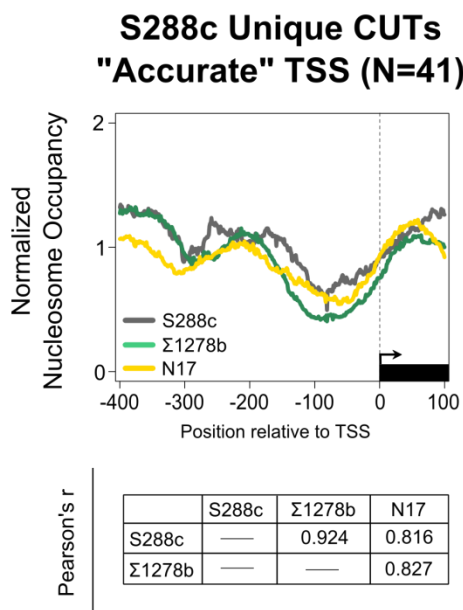 S288c Unique CUTs
"Accurate" TSS (N=41)
Normalized
Nucleosome Occupancy
2
1
0
S288c
Σ1278b
N17
-400 -300 -200 -100 0 100
Position relative to TSS
Pearson's r
S288c Σ1278b N17
S288c — 0.924 0.816
Σ1278b — — 0.827